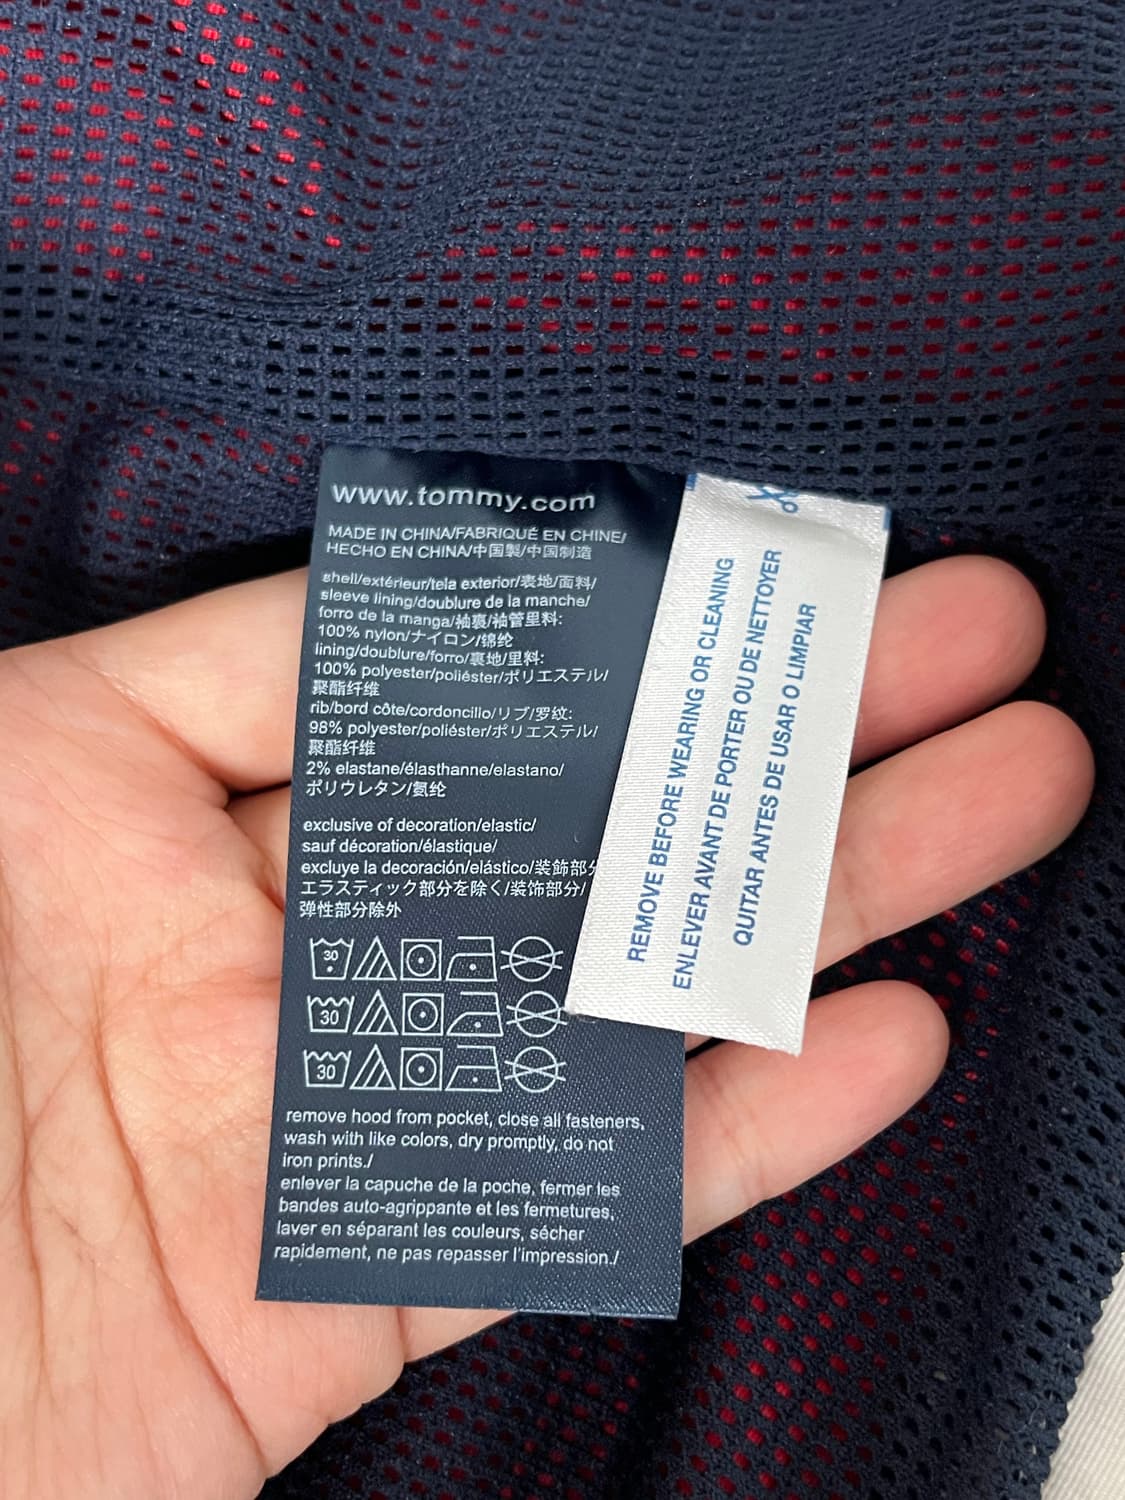 www.tommy.com
MADE IN CHINA/FABRIQUÉ EN CHINE/
HECHO EN CHINA/中国製/中国制造
shell/extérieur/tela exterior/表地/面料/
sleeve lining/doublure de la manche/
forro de la manga/袖裏/袖管里料:
100% nylon/ナイロン/锦纶
lining/doublure/forro/裏地/里料:
100% polyester/poliéster/ポリエステル/
聚酯纤维
rib/bord côte/cordoncillo/リブ/罗纹:
98% polyester/poliéster/ポリエステル/
聚酯纤维
2% elastane/élasthanne/elastano/
ポリウレタン/氨纶
exclusive of decoration/elastic/
sauf décoration/élastique/
excluye la decoración/elástico/装飾部分
エラスティック部分を除く/装饰部分/
弹性部分除外
30
30
30
remove hood from pocket, close all fasteners,
wash with like colors, dry promptly, do not
iron prints./
enlever la capuche de la poche, fermer les
bandes auto-agrippante et les fermetures,
laver en séparant les couleurs, sécher
rapidement, ne pas repasser l'impression./
REMOVE BEFORE WEARING OR CLEANING
ENLEVER AVANT DE PORTER OU DE NETTOYER
QUITAR ANTES DE USAR O LIMPIAR